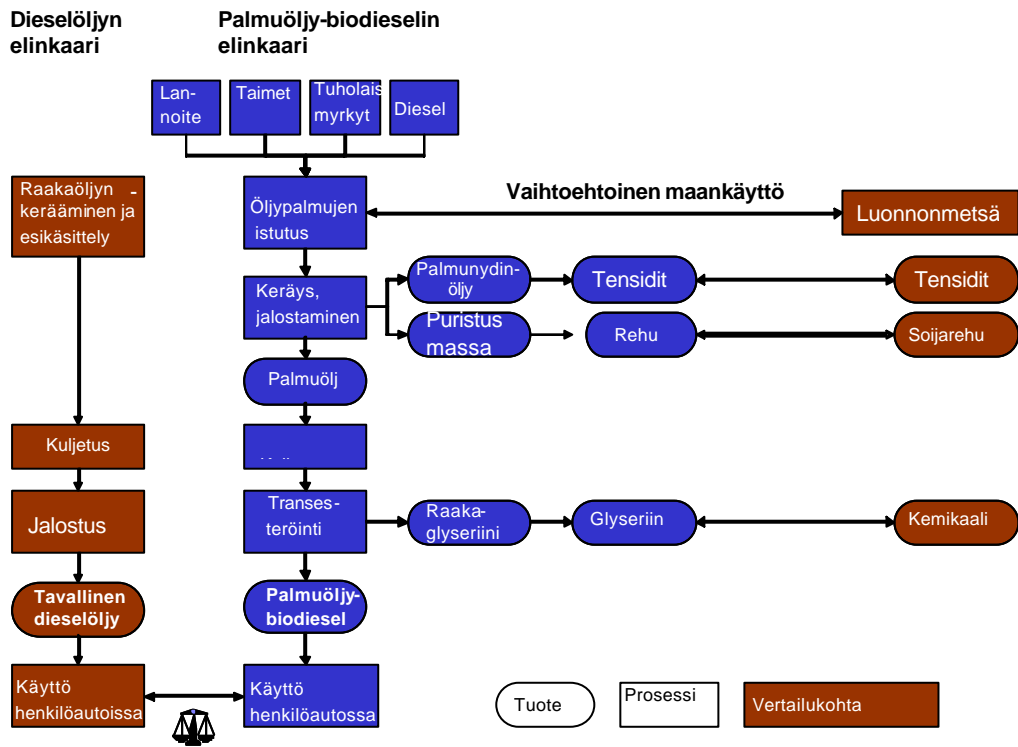 Dieselöljyn
elinkaari
Palmuöljy-biodieselin
elinkaari
Lan-
noite
Taimet
Tuholais
myrkyt
Diesel
Raakaöljyn -
kerääminen ja
esikäsittely
Öljypalmujen
istutus
Vaihtoehtoinen maankäyttö
Luonnonmetsä
Keräys,
jalostaminen
Palmunydin-
öljy
Tensidit
Tensidit
Puristus
massa
Rehu
Soijarehu
Palmuölj
Kuljetus
Jalostus
Transes-
teröinti
Raaka-
glyseriini
Glyseriin
Kemikaali
Tavallinen
dieselöljy
Palmuöljy-
biodiesel
Käyttö
henkilöautoissa
Käyttö
henkilöautossa
Tuote
Prosessi
Vertailukohta